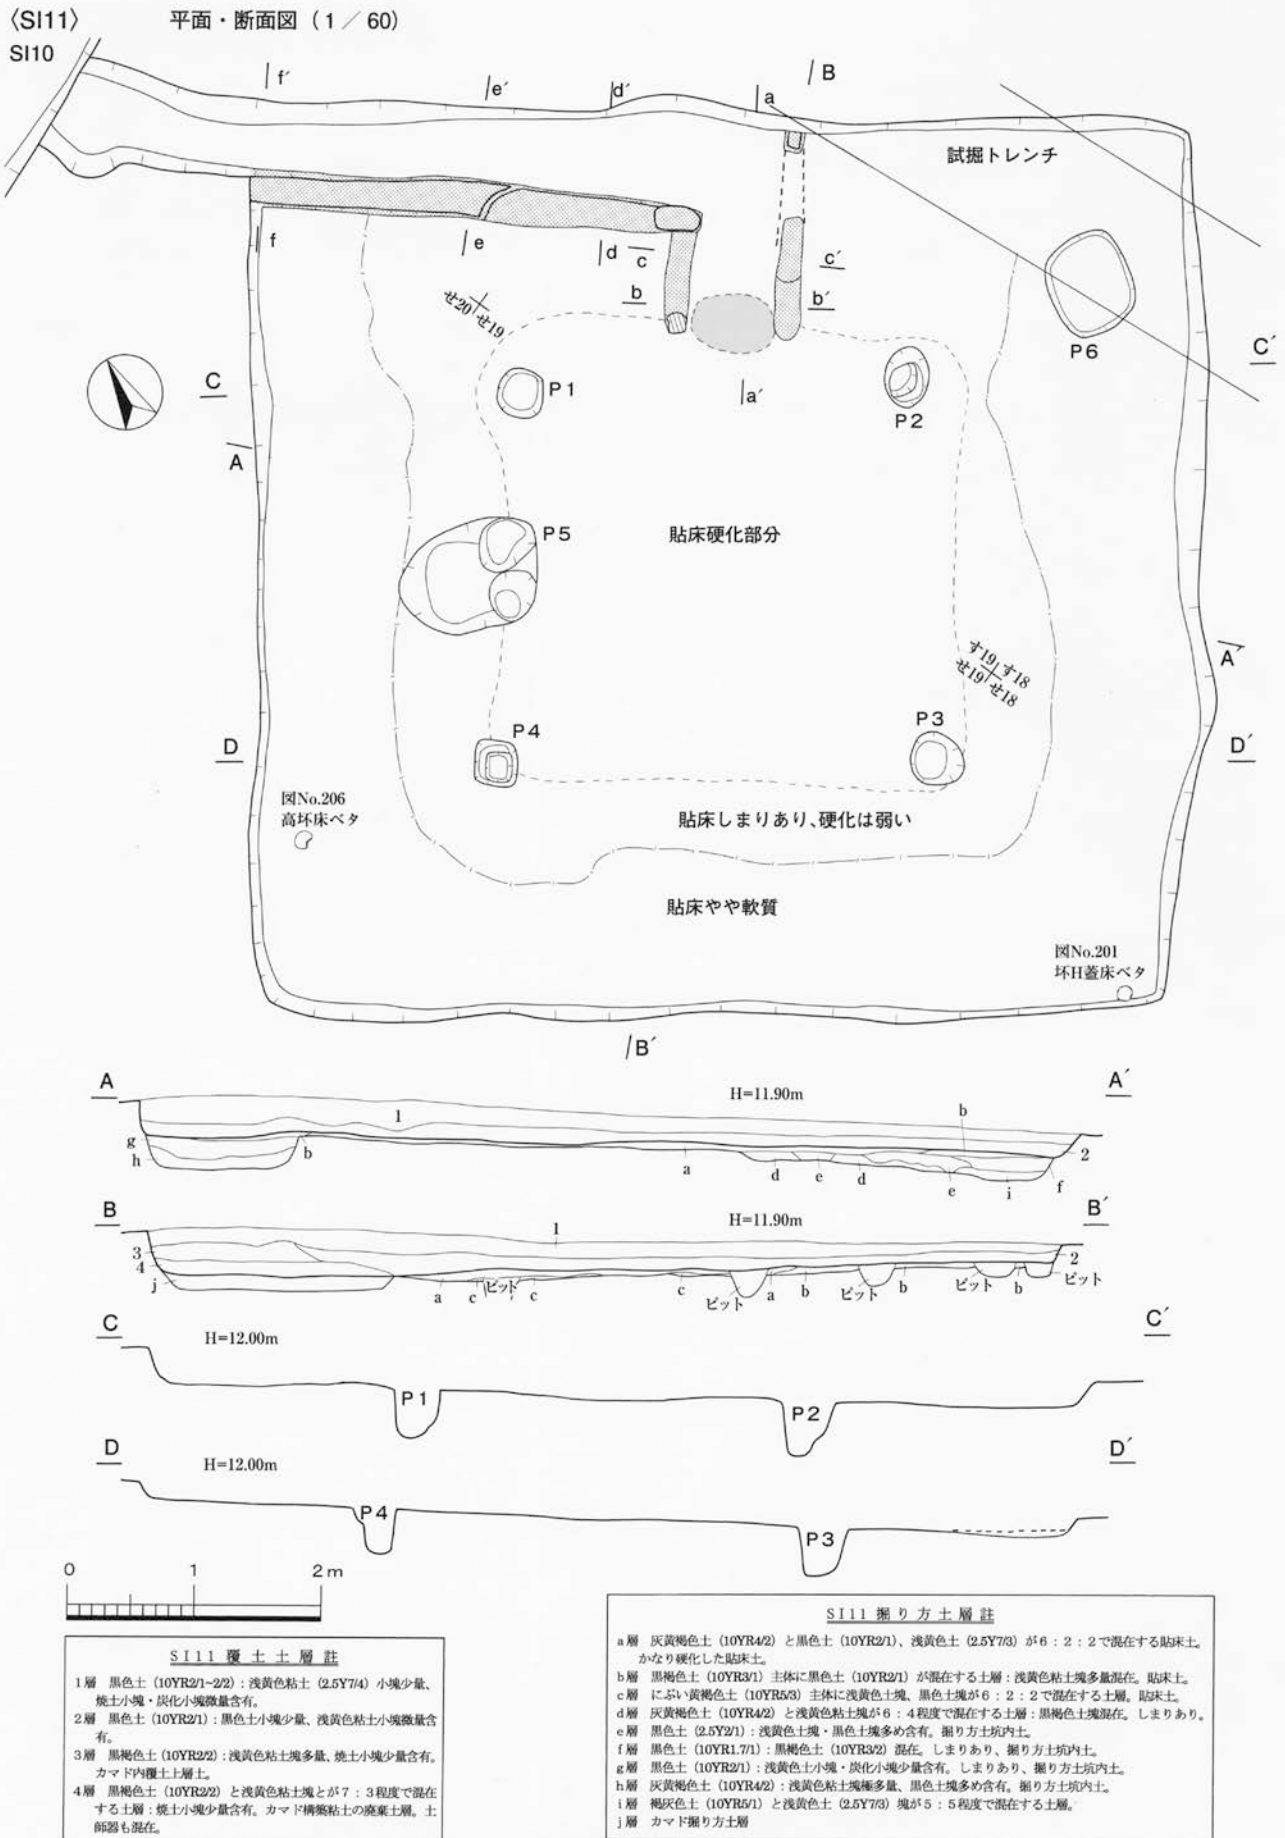 〈SI11〉 平面・断面図（1／60）
SI10
f′
e′
d′
a
B
試掘トレンチ
f
e
d
c
c′
b
b′
せ20 せ19
P6
C
C′
P1
a′
P2
A
P5
貼床硬化部分
す19 す18
せ19 せ18
A′
P4
P3
D
D′
図No.206
高坏床ベタ
貼床しまりあり、硬化は弱い
貼床やや軟質
図No.201
坏H蓋床ベタ
B′
A H=11.90m A′
1 b
g h b a d e d e i f 2
B 1 H=11.90m B′
3 2
4
j a c ピット c c ピット a b ピット b ピット b ピット
C H=12.00m C′
P1 P2
D H=12.00m D′
P4 P3
0 1 2m
SI11 覆土土層註
1層 黒色土（10YR2/1~2/2）：浅黄色粘土（2.5Y7/4）小塊少量、
焼土小塊・炭化小塊微量含有。
2層 黒色土（10YR2/1）：黒色土小塊少量、浅黄色粘土小塊微量含
有。
3層 黒褐色土（10YR2/2）：浅黄色粘土塊多量、焼土小塊少量含有。
カマド内覆土上層土。
4層 黒褐色土（10YR2/2）と浅黄色粘土塊とが7：3程度で混在
する土層：焼土小塊少量含有。カマド構築粘土の廃棄土層。土
師器も混在。
SI11 掘り方土層註
a層 灰黄褐色土（10YR4/2）と黒色土（10YR2/1）、浅黄色土（2.5Y7/3）が6：2：2で混在する貼床土。
かなり硬化した貼床土。
b層 黒褐色土（10YR3/1）主体に黒色土（10YR2/1）が混在する土層：浅黄色粘土塊多量混在。貼床土。
c層 にぶい黄褐色土（10YR5/3）主体に浅黄色土塊、黒色土塊が6：2：2で混在する土層。貼床土。
d層 灰黄褐色土（10YR4/2）と浅黄色粘土塊が6：4程度で混在する土層：黒褐色土塊混在。しまりあり。
e層 黒色土（2.5Y2/1）：浅黄色土塊・黒色土塊多め含有。掘り方土坑内土。
f層 黒色土（10YR1.7/1）：黒褐色土（10YR3/2）混在。しまりあり、掘り方土坑内土。
g層 黒色土（10YR2/1）：浅黄色土小塊・炭化小塊少量含有。しまりあり、掘り方土坑内土。
h層 灰黄褐色土（10YR4/2）：浅黄色粘土塊極多量、黒色土塊多め含有。掘り方土坑内土。
i層 褐灰色土（10YR5/1）と浅黄色土（2.5Y7/3）塊が5：5程度で混在する土層。
j層 カマド掘り方土層